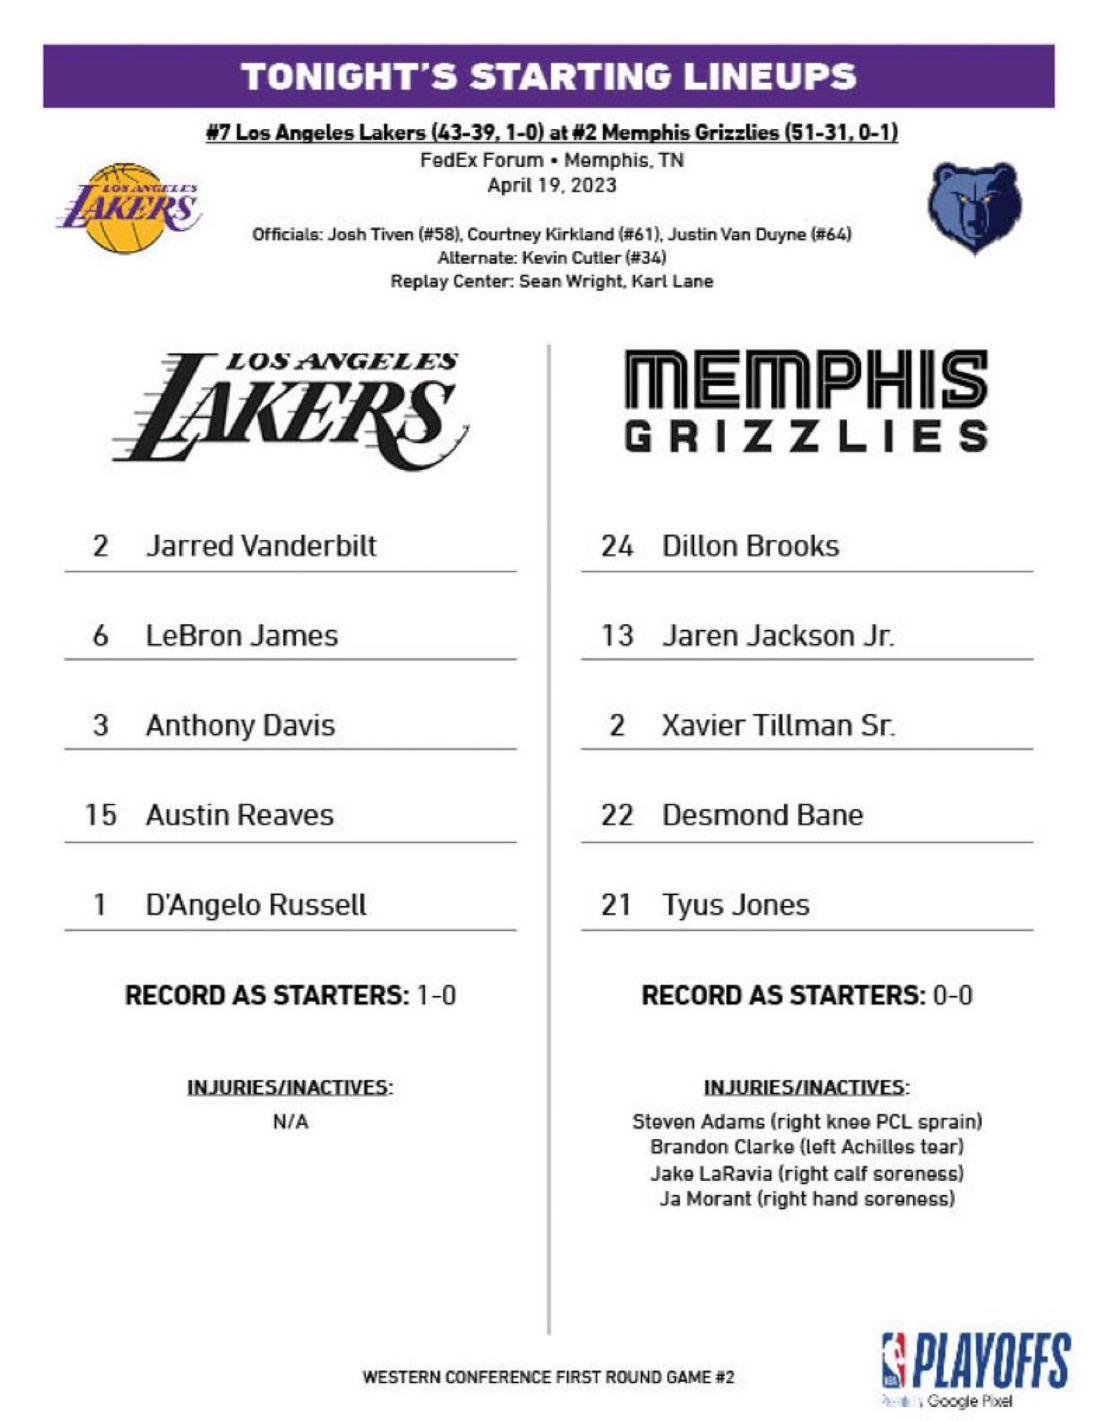 TONIGHT'S STARTING LINEUPS
#7 Los Angeles Lakers (43-39, 1-0) at #2 Memphis Grizzlies (51-31, 0-1)
FedEx Forum • Memphis, TN
April 19, 2023
LOS ANGELES
LAKERS
Officials: Josh Tiven (#58), Courtney Kirkland (#61), Justin Van Duyne (#64)
Alternate: Kevin Cutler (#34)
Replay Center: Sean Wright, Karl Lane
LOS ANGELES
LAKERS
2 Jarred Vanderbilt
6 LeBron James
3 Anthony Davis
15 Austin Reaves
1 D'Angelo Russell
RECORD AS STARTERS: 1-0
INJURIES/INACTIVES:
N/A
MEMPHIS
GRIZZLIES
24 Dillon Brooks
13 Jaren Jackson Jr.
2 Xavier Tillman Sr.
22 Desmond Bane
21 Tyus Jones
RECORD AS STARTERS: 0-0
INJURIES/INACTIVES:
Steven Adams (right knee PCL sprain)
Brandon Clarke (left Achilles tear)
Jake LaRavia (right calf soreness)
Ja Morant (right hand soreness)
WESTERN CONFERENCE FIRST ROUND GAME #2
NBA PLAYOFFS
Google Pixel